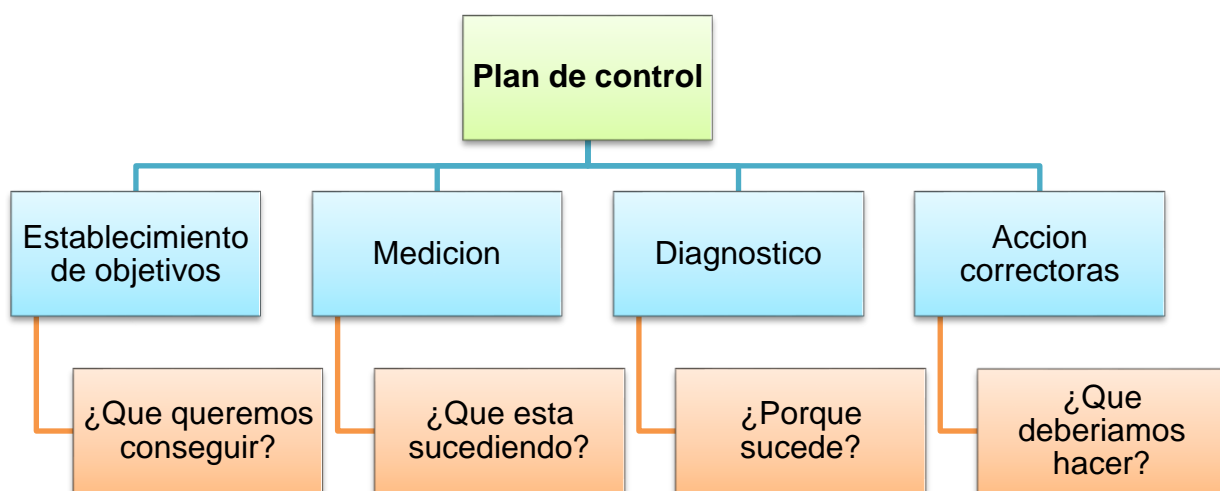 Plan de control
Establecimiento
de objetivos
Medicion
Diagnostico
Accion
correctoras
¿Que queremos
conseguir?
¿Que esta
sucediendo?
¿Porque
sucede?
¿Que
deberiamos
hacer?